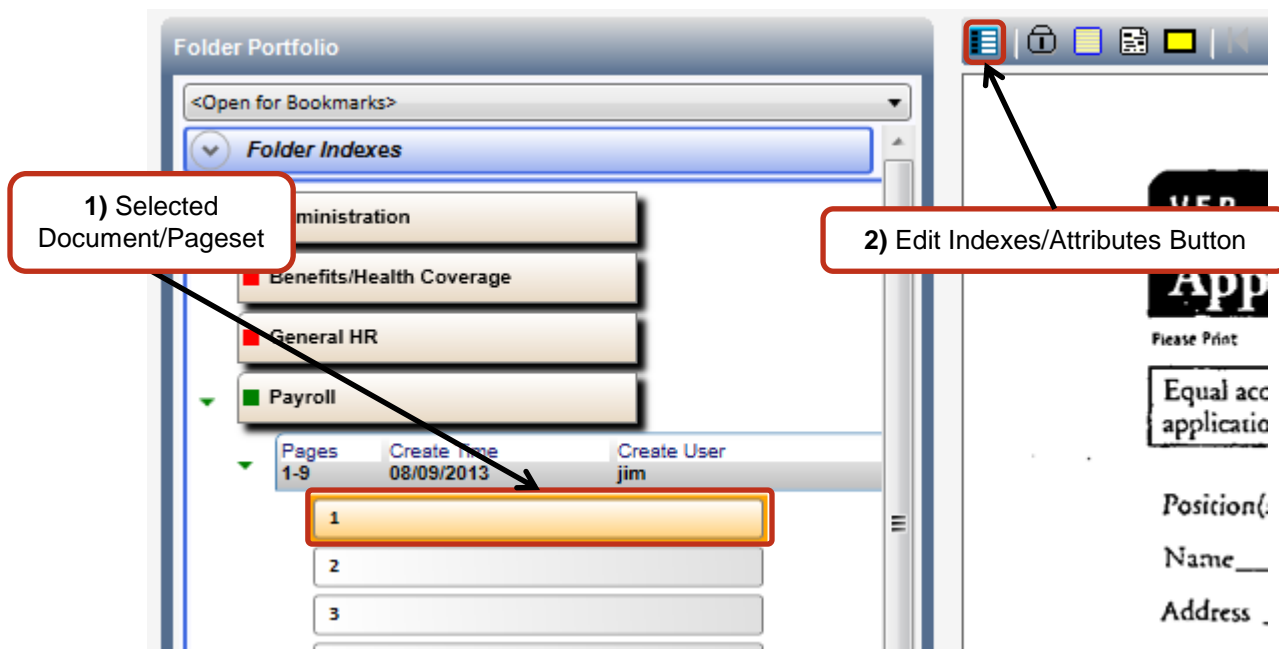 Folder Portfolio
<Open for Bookmarks>
Folder Indexes
1) Selected
Document/Pageset
ministration
2) Edit Indexes/Attributes Button
Benefits/Health Coverage
App
General HR
Please Print
Payroll
Equal acc
applicatio
Pages Create Time Create User
1-9 08/09/2013 jim
Position(
1
Name
2
Address
3